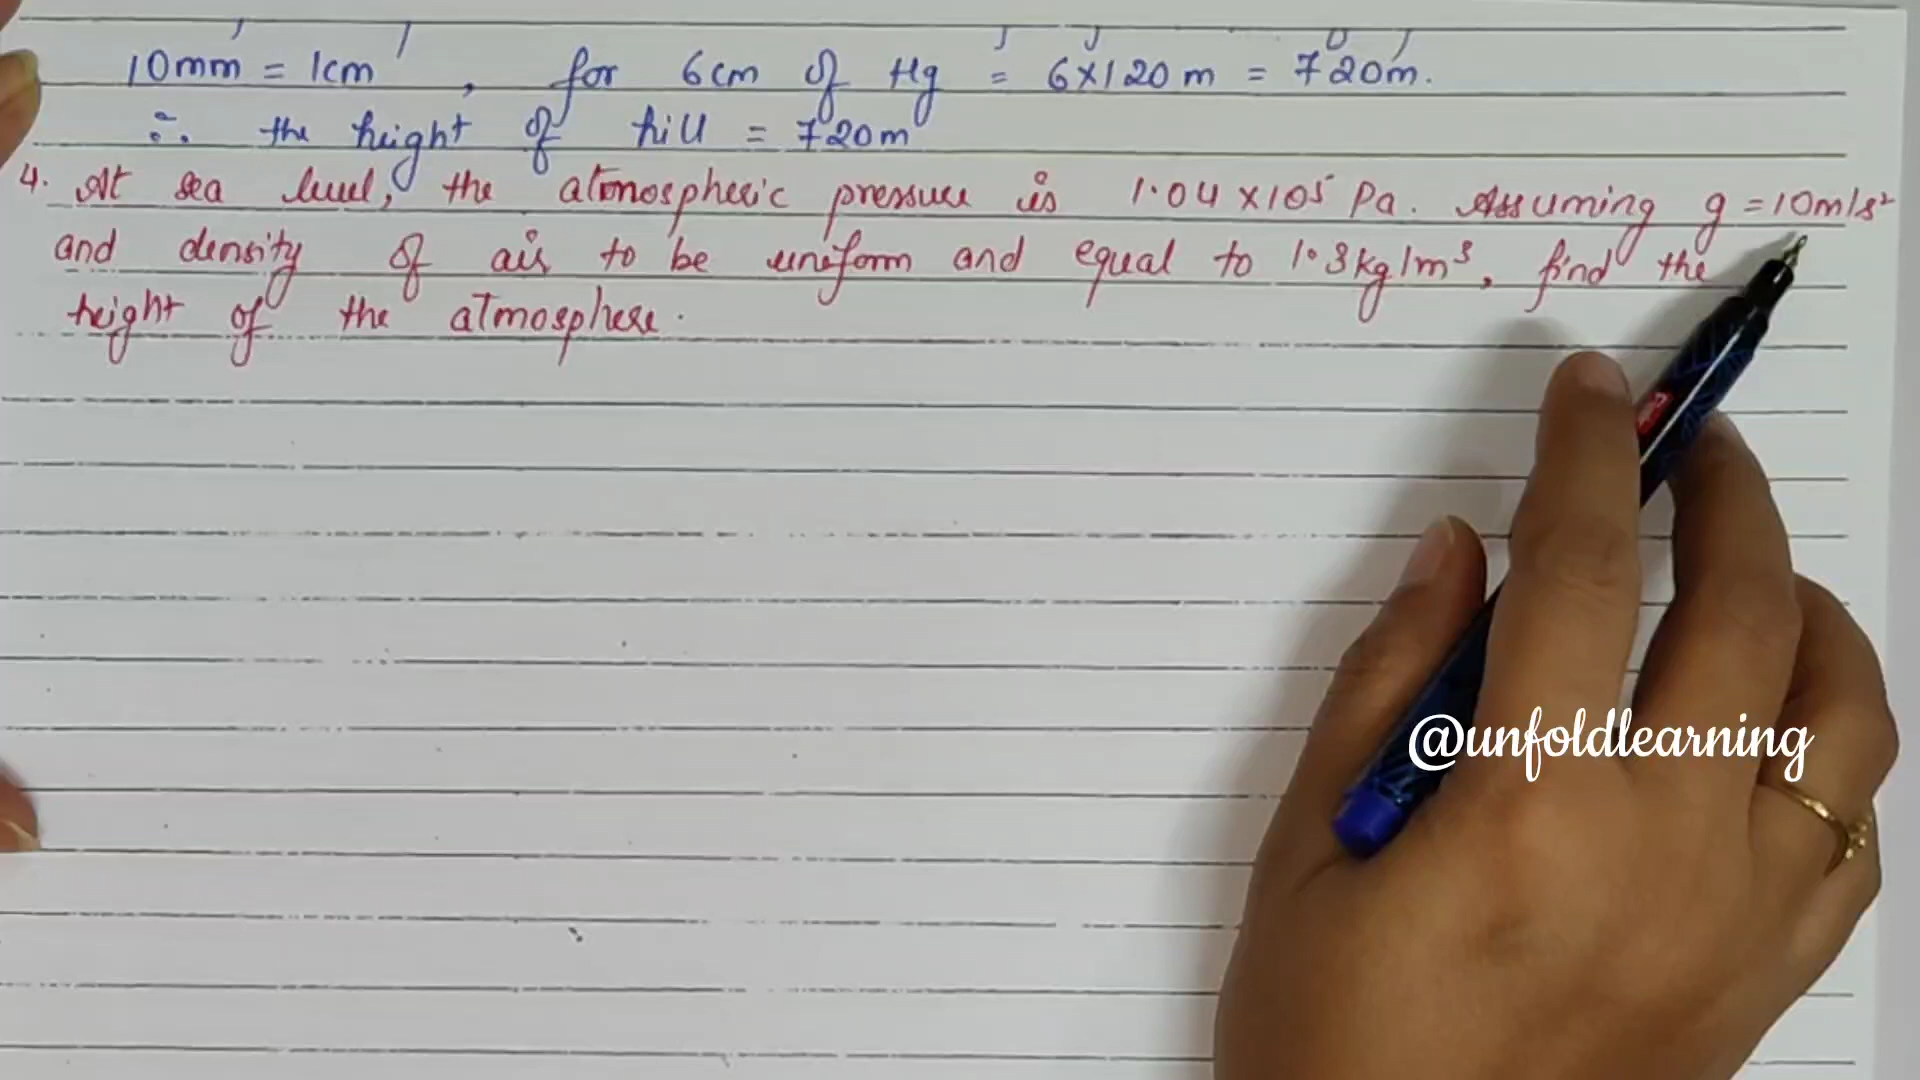 10mm = 1cm , for 6cm of Hg = 6×120m = 720m.
∴ the height of hill = 720m
4. At sea level, the atmospheric pressure is 1.04 ×10⁵ Pa. Assuming g = 10m/s²
and density of air to be uniform and equal to 1.3kg/m³, find the
height of the atmosphere.
@unfoldlearning